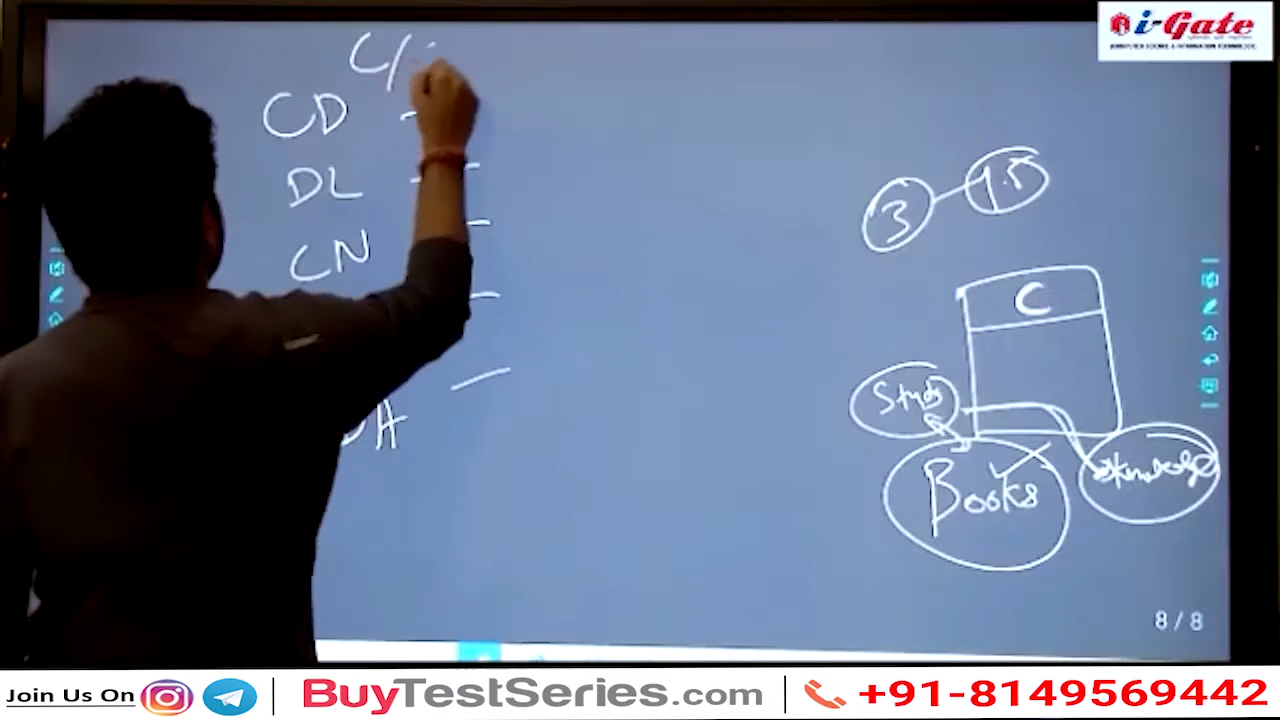 i-Gate
CD -
DL -
CN -
3 - 1.5
C
Study
Books
Knowledge
8 / 8
Join Us On
BuyTestSeries.com
+91-8149569442